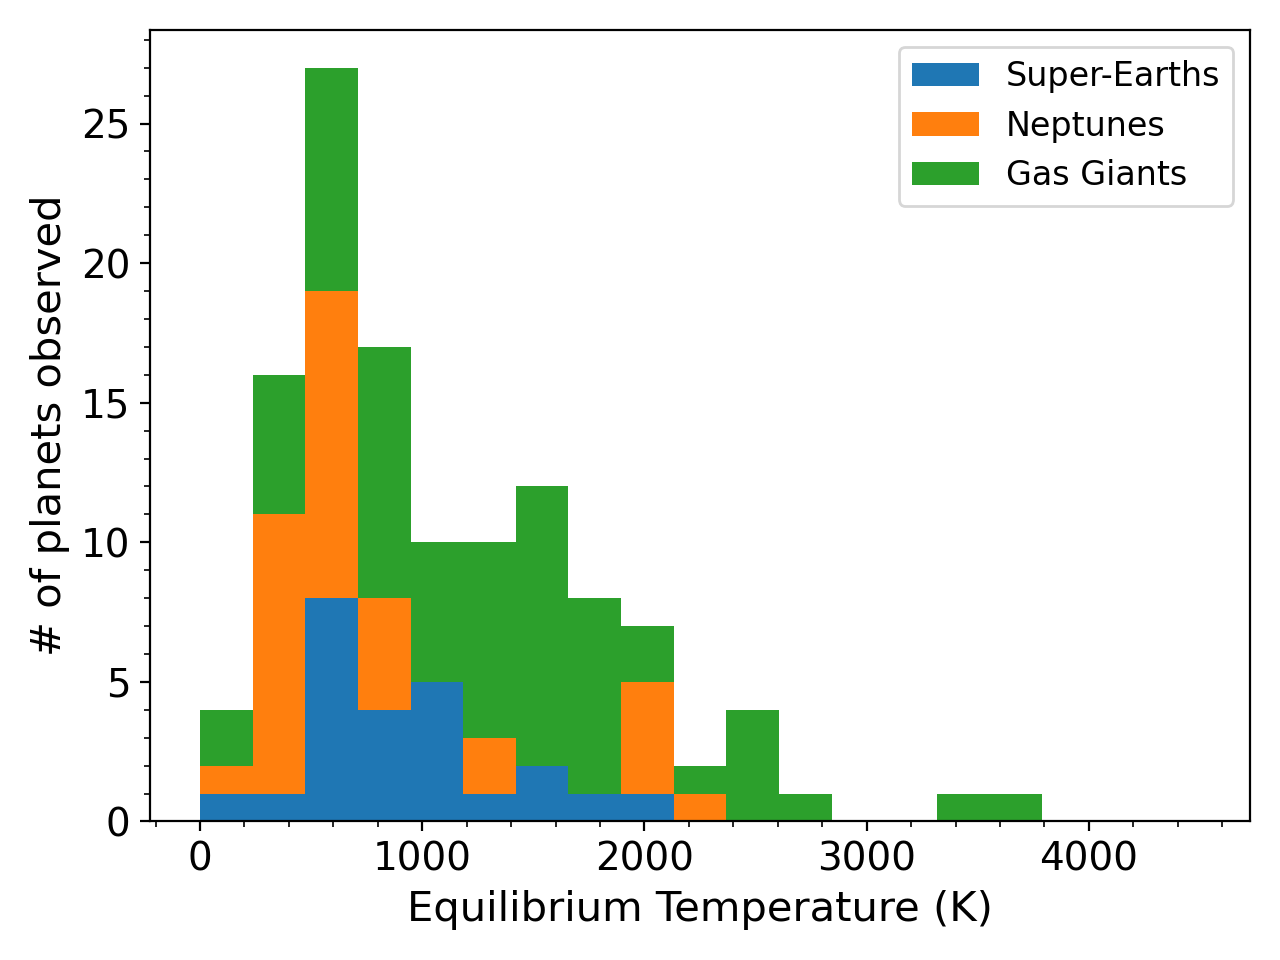 Super-Earths
Neptunes
Gas Giants
25
20
15
10
5
0
# of planets observed
0 1000 2000 3000 4000
Equilibrium Temperature (K)